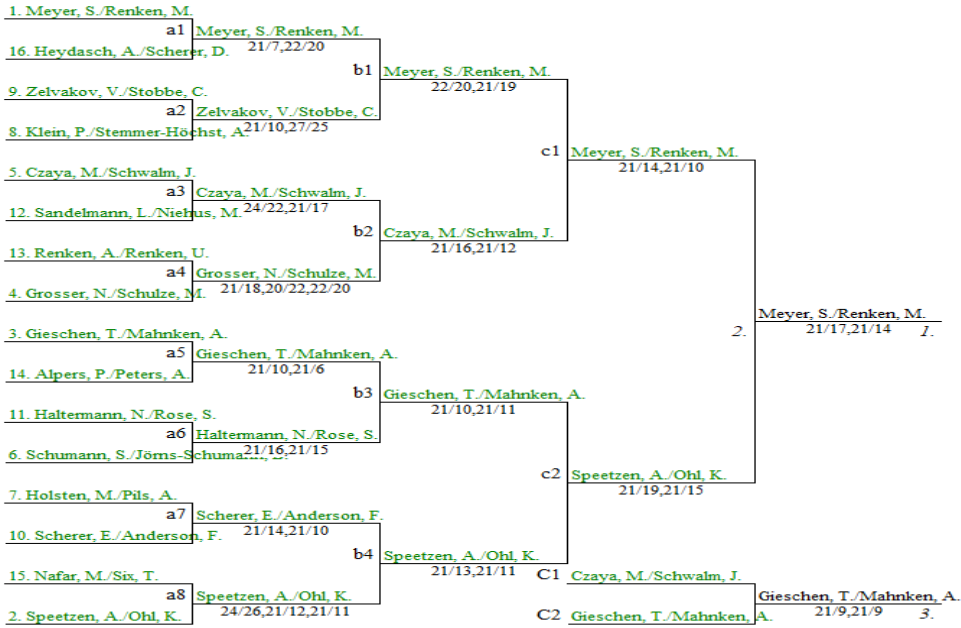 1. Meyer, S./Renken, M.
a1 Meyer, S./Renken, M.
21/7,22/20
16. Heydasch, A./Scherer, D.
b1 Meyer, S./Renken, M.
22/20,21/19
9. Zelvakov, V./Stobbe, C.
a2 Zelvakov, V./Stobbe, C.
21/10,27/25
8. Klein, P./Stemmer-Höchst, A.
c1 Meyer, S./Renken, M.
21/14,21/10
5. Czaya, M./Schwalm, J.
a3 Czaya, M./Schwalm, J.
24/22,21/17
12. Sandelmann, L./Niehus, M.
b2 Czaya, M./Schwalm, J.
21/16,21/12
13. Renken, A./Renken, U.
a4 Grosser, N./Schulze, M.
21/18,20/22,22/20
4. Grosser, N./Schulze, M.
2. Meyer, S./Renken, M.
21/17,21/14 1.
3. Gieschen, T./Mahnken, A.
a5 Gieschen, T./Mahnken, A.
21/10,21/6
14. Alpers, P./Peters, A.
b3 Gieschen, T./Mahnken, A.
21/10,21/11
11. Haltermann, N./Rose, S.
a6 Haltermann, N./Rose, S.
21/16,21/15
6. Schumann, S./Jörns-Schumann,
c2 Speetzen, A./Ohl, K.
21/19,21/15
7. Holsten, M./Pils, A.
a7 Scherer, E./Anderson, F.
21/14,21/10
10. Scherer, E./Anderson, F.
b4 Speetzen, A./Ohl, K.
21/13,21/11
15. Nafar, M./Six, T.
a8 Speetzen, A./Ohl, K.
24/26,21/12,21/11
2. Speetzen, A./Ohl, K.
C1 Czaya, M./Schwalm, J.
Gieschen, T./Mahnken, A.
21/9,21/9 3.
C2 Gieschen, T./Mahnken, A.